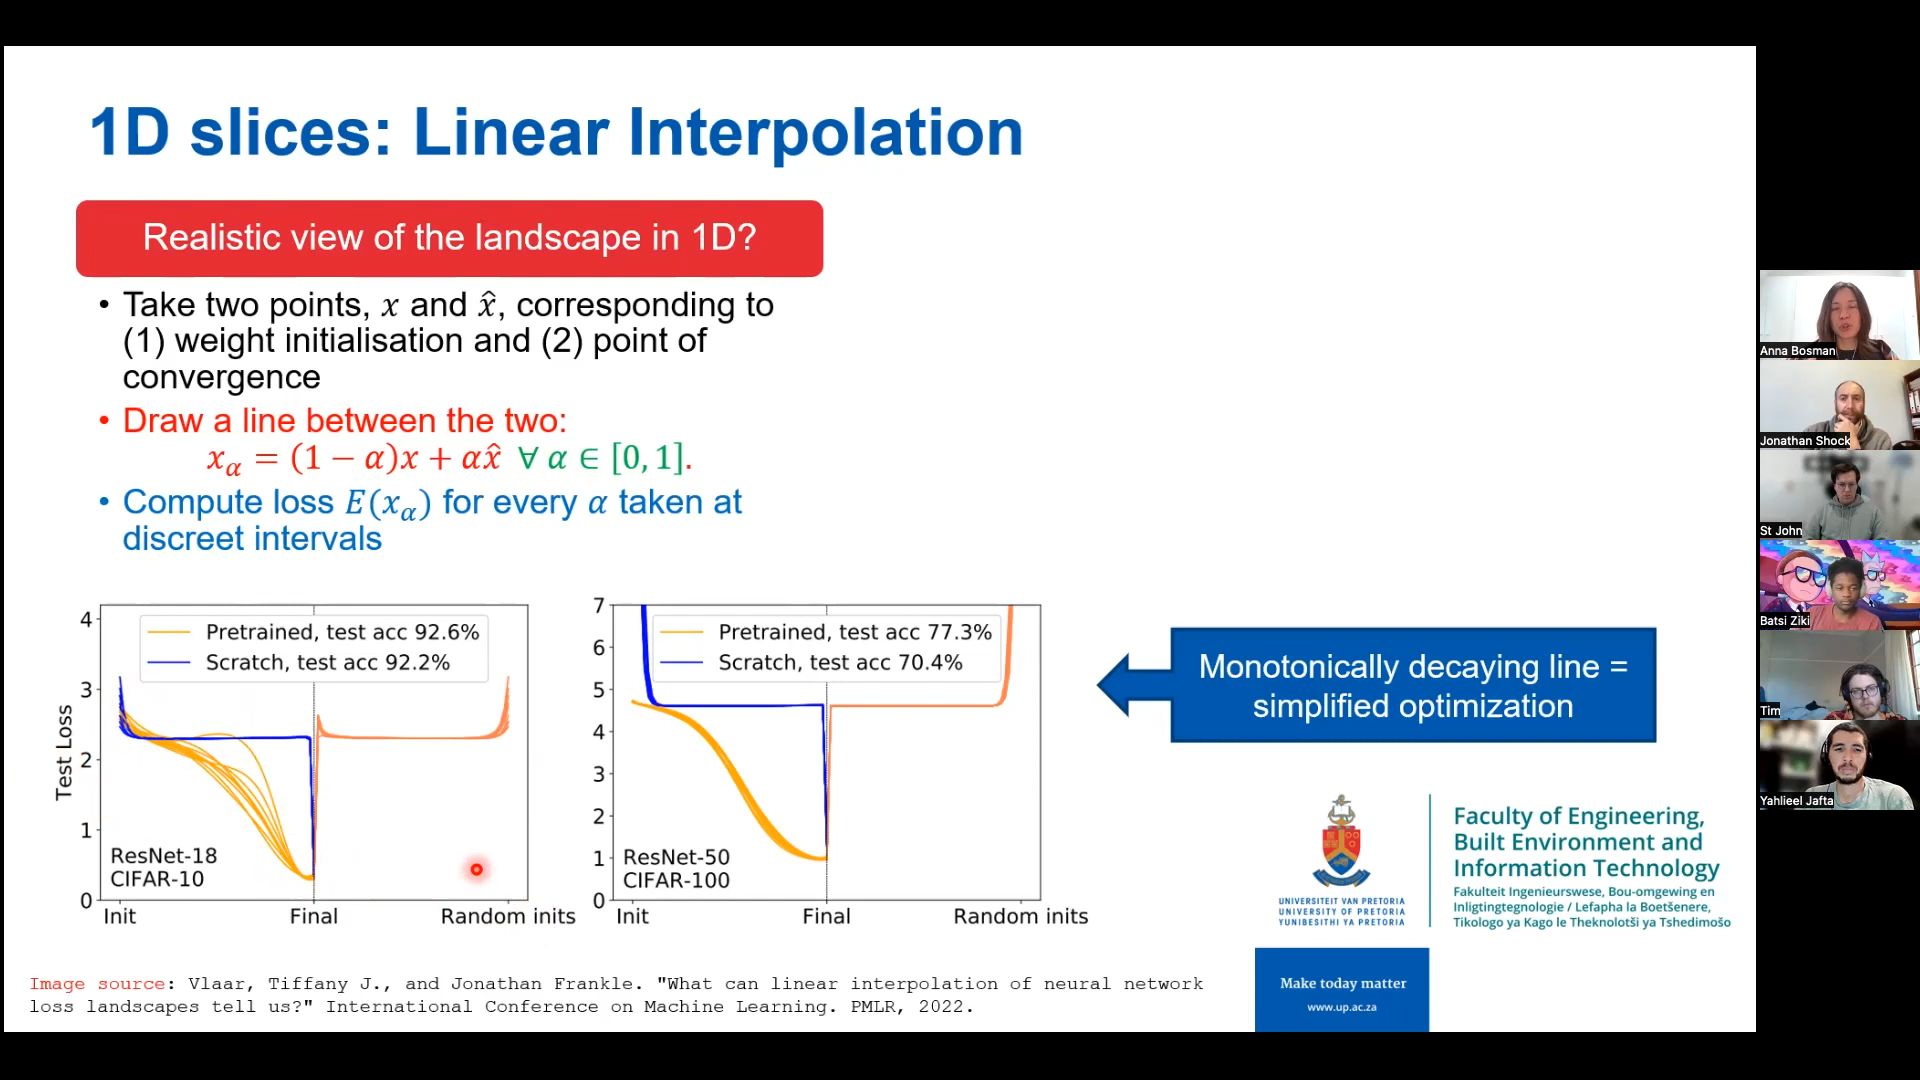 1D slices: Linear Interpolation
Realistic view of the landscape in 1D?
• Take two points, x and x̂, corresponding to
(1) weight initialisation and (2) point of
convergence
• Draw a line between the two:
xα = (1 − α)x + αx̂ ∀ α ∈ [0, 1].
• Compute loss E(xα) for every α taken at
discreet intervals
4
3
2
1
0
Test Loss
Pretrained, test acc 92.6%
Scratch, test acc 92.2%
ResNet-18
CIFAR-10
Init Final Random inits
7
6
5
4
3
2
1
0
Pretrained, test acc 77.3%
Scratch, test acc 70.4%
ResNet-50
CIFAR-100
Init Final Random inits
Monotonically decaying line =
simplified optimization
UNIVERSITEIT VAN PRETORIA
UNIVERSITY OF PRETORIA
YUNIBESITHI YA PRETORIA
Faculty of Engineering,
Built Environment and
Information Technology
Fakulteit Ingenieurswese, Bou-omgewing en
Inligtingtegnologie / Lefapha la Boetšenere,
Tikologo ya Kago le Theknolotši ya Tshedimošo
Make today matter
www.up.ac.za
Image source: Vlaar, Tiffany J., and Jonathan Frankle. "What can linear interpolation of neural network
loss landscapes tell us?" International Conference on Machine Learning. PMLR, 2022.
Anna Bosman
Jonathan Shock
St John
Batsi Ziki
Tim
Yahlieel Jafta